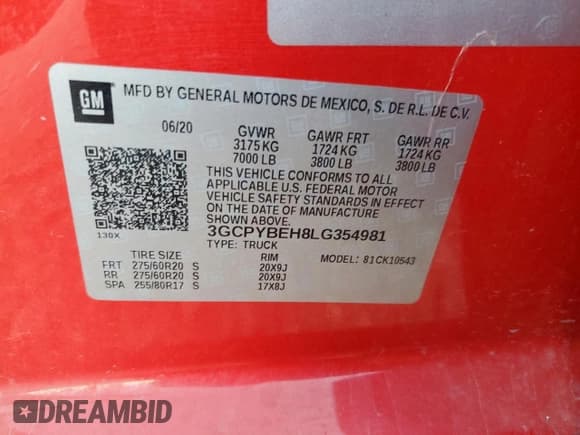 GM
MFD BY GENERAL MOTORS DE MEXICO, S. DE R.L. DE C.V.
06/20 GVWR GAWR FRT GAWR RR
3175 KG 1724 KG 1724 KG
7000 LB 3800 LB 3800 LB
THIS VEHICLE CONFORMS TO ALL
APPLICABLE U.S. FEDERAL MOTOR
VEHICLE SAFETY STANDARDS IN EFFECT
ON THE DATE OF MANUFACTURE
SHOWN ABOVE.
3GCPYBEH8LG354981
TYPE: TRUCK
MODEL: 81CK10543
130X
TIRE SIZE RIM
FRT 275/60R20 S 20X9J
RR 275/60R20 S 20X9J
SPA 255/80R17 S 17X8J
DREAMBID